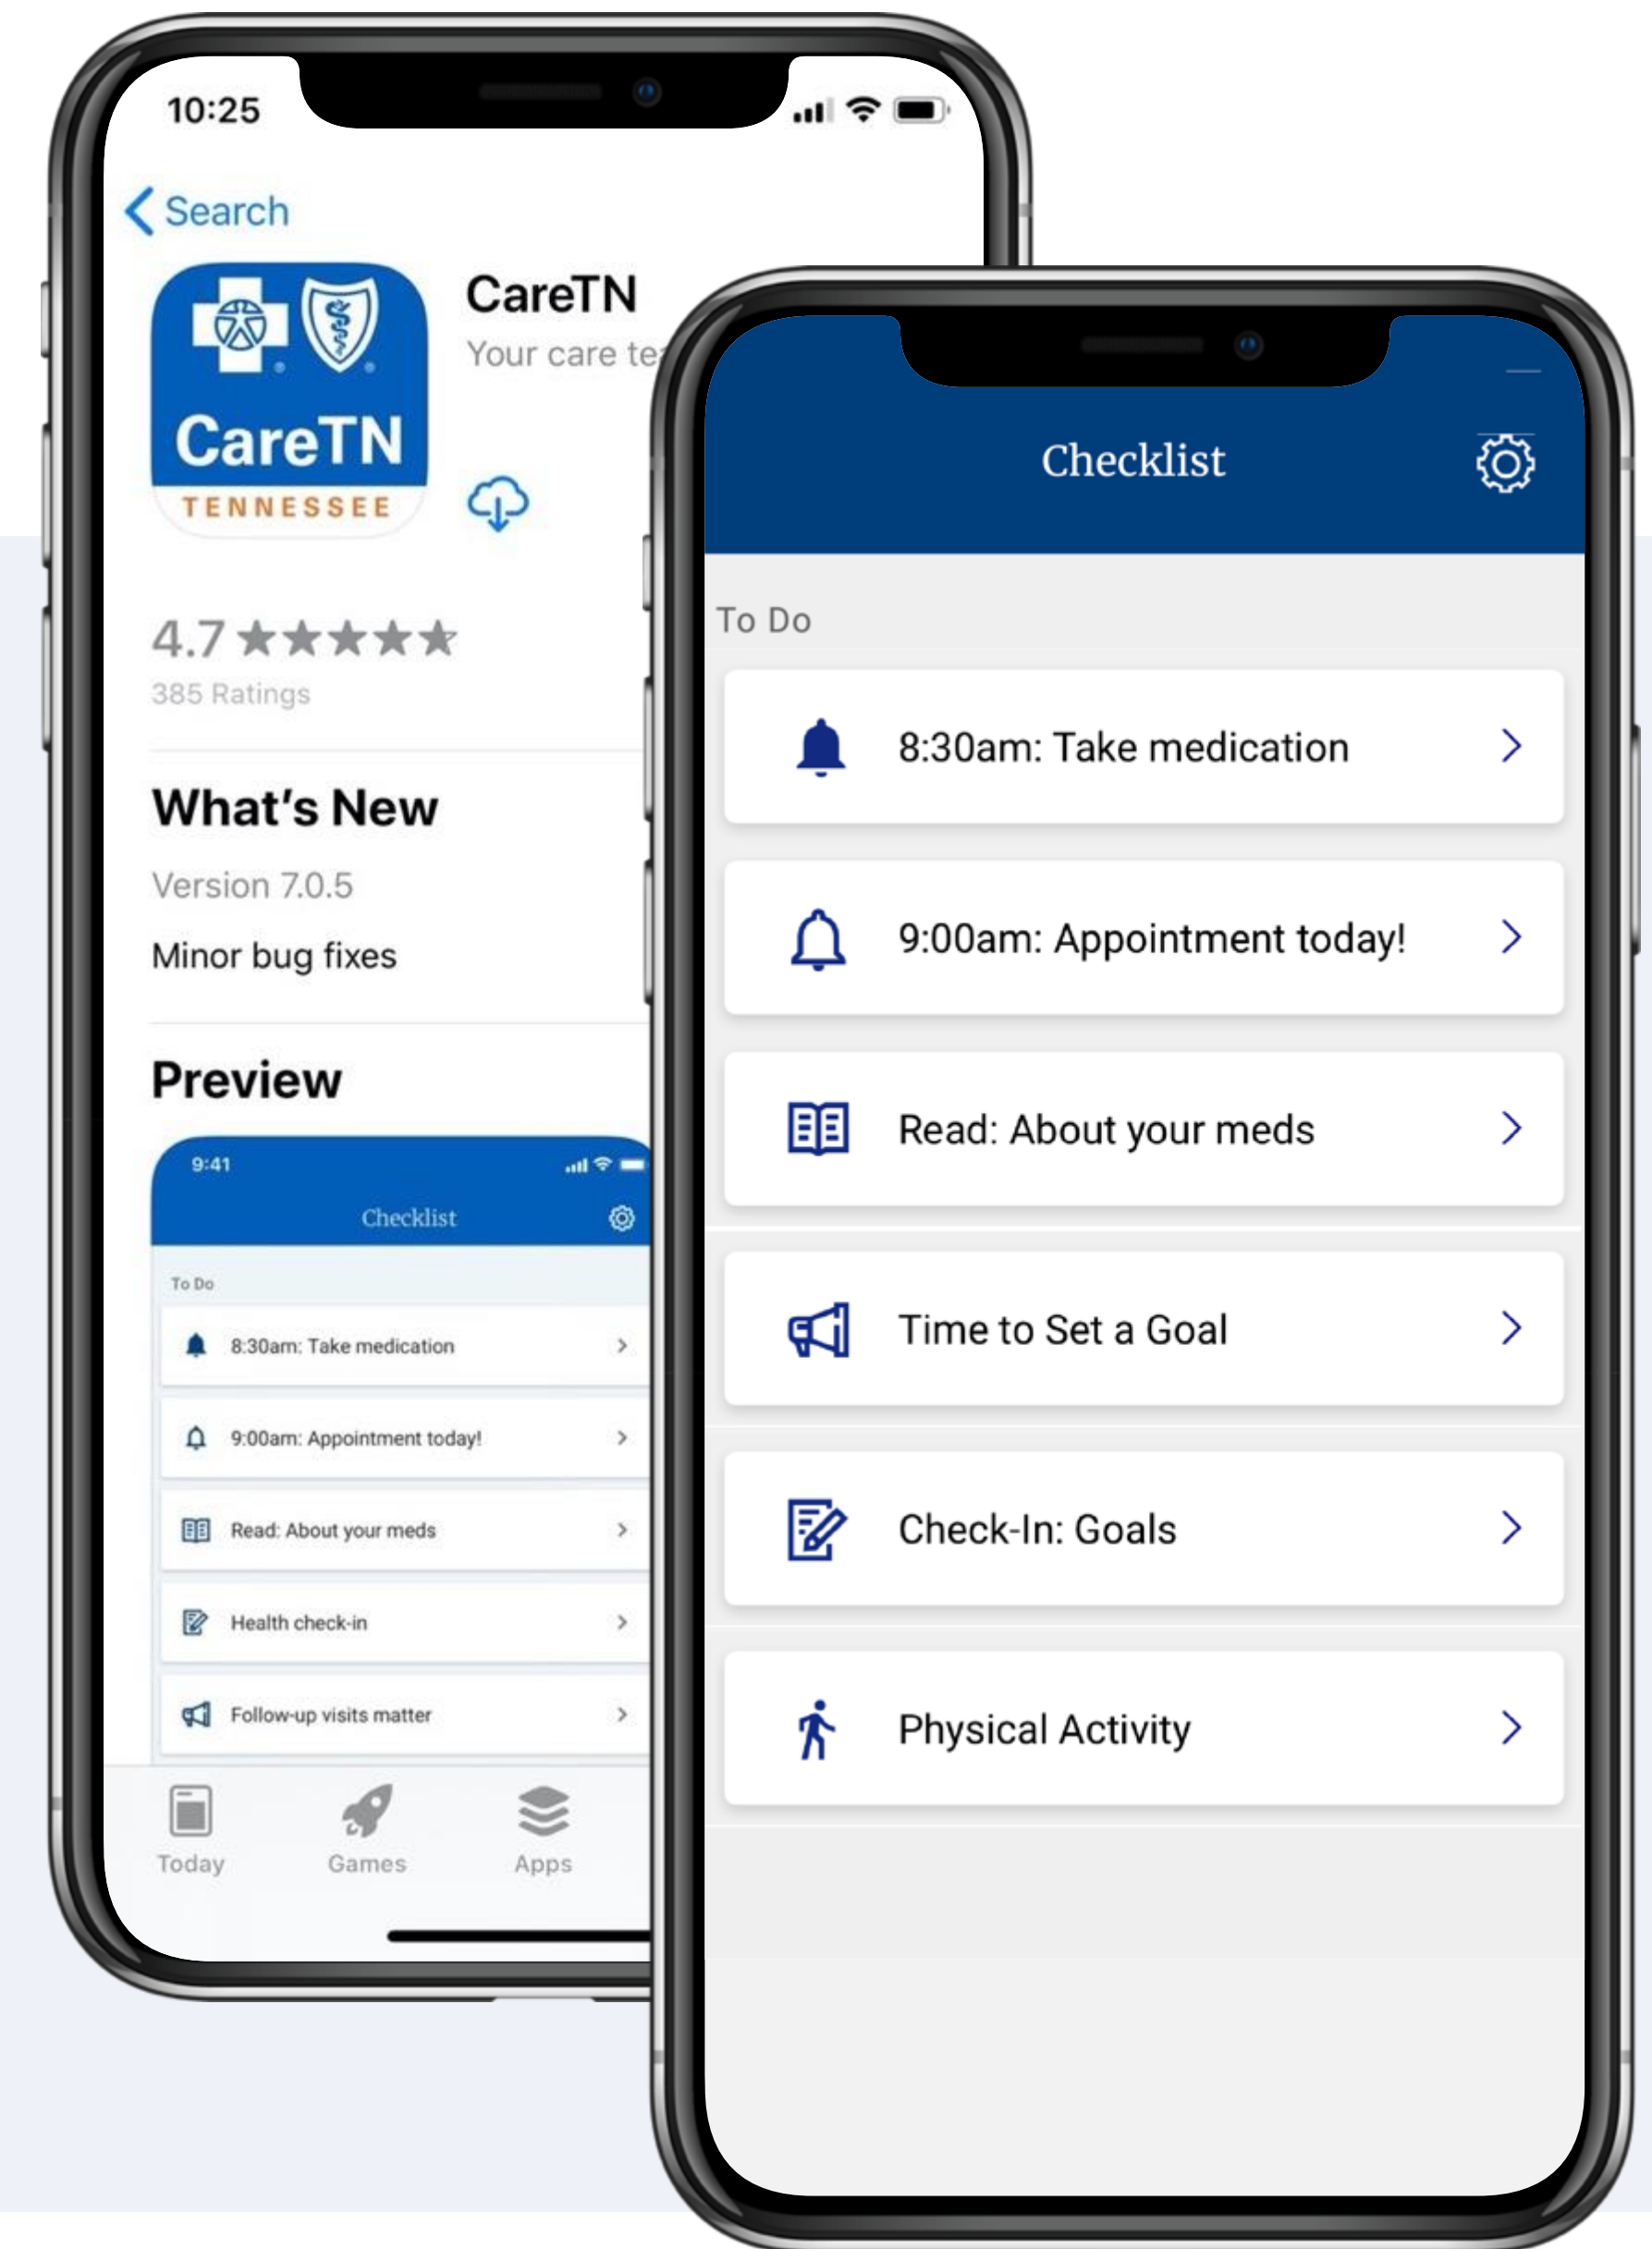 10:25
Search
CareTN
TENNESSEE
CareTN
Your care
4.7
385 Ratings
What's New
Version 7.0.5
Minor bug fixes
Preview
9:41
Checklist
To Do
8:30am: Take medication
9:00am: Appointment today!
Read: About your meds
Health check-in
Follow-up visits matter
Today
Games
Apps
Checklist
To Do
8:30am: Take medication
9:00am: Appointment today!
Read: About your meds
Time to Set a Goal
Check-In: Goals
Physical Activity